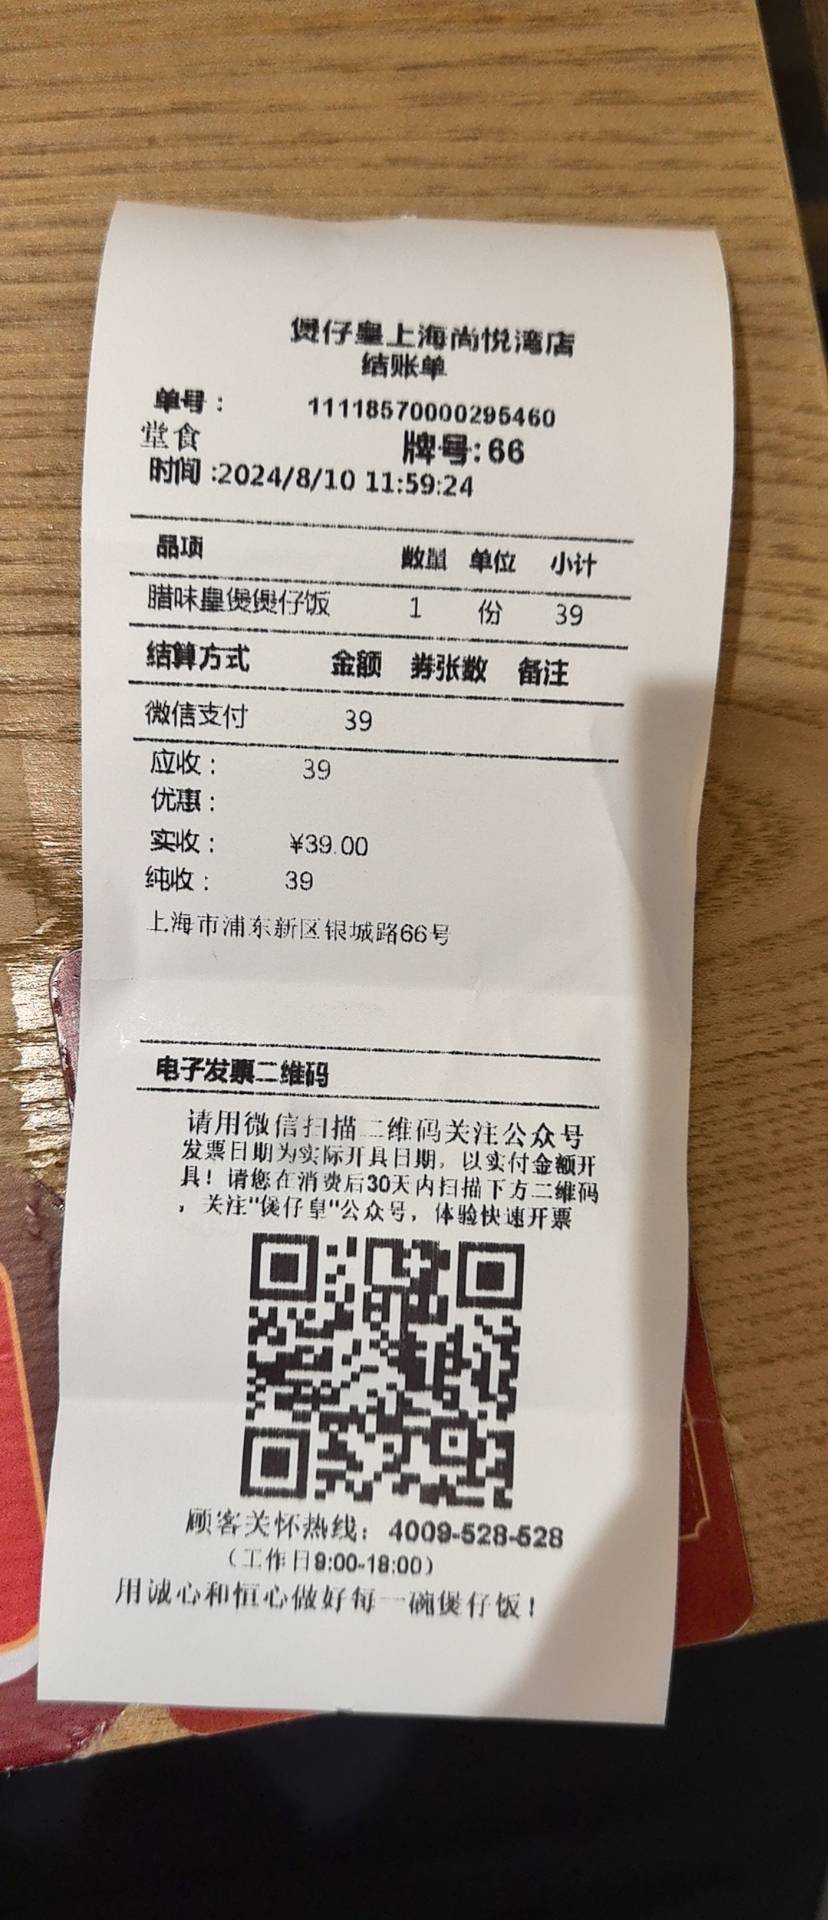 煲仔皇上海尚悦湾店
结账单
单号： 11118570000295460
堂食 牌号:66
时间:2024/8/10 11:59:24
品项 数量 单位 小计
腊味皇煲煲仔饭 1 份 39
结算方式 金额 券张数 备注
微信支付 39
应收： 39
优惠：
实收： ¥39.00
纯收： 39
上海市浦东新区银城路66号
电子发票二维码
请用微信扫描二维码关注公众号
发票日期为实际开具日期，以实付金额开
具！请您在消费后30天内扫描下方二维码
，关注"煲仔皇"公众号，体验快速开票
顾客关怀热线：4009-528-528
（工作日9:00-18:00）
用诚心和恒心做好每一碗煲仔饭！